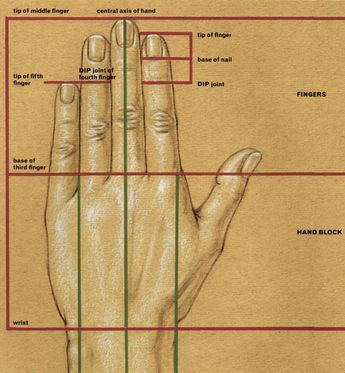 tip of middle finger
central axis of hand
tip of finger
base of nail
DIP joint of
fourth finger
tip of fifth
finger
DIP joint
FINGERS
base of
third finger
HAND BLOCK
wrist